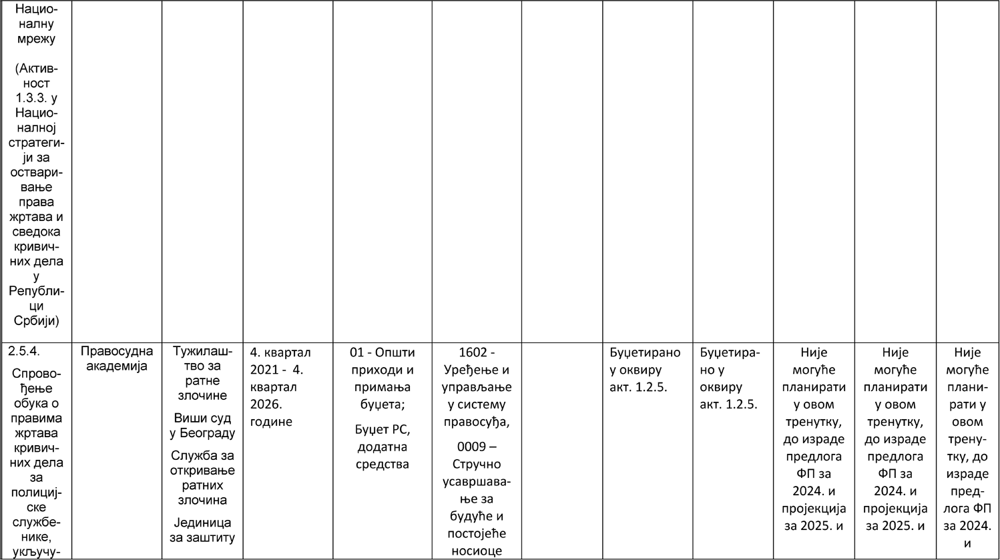 Нацио-
налну
мрежу
(Актив-
ност
1.3.3. у
Нацио-
налној
стратеги-
ји за
оствари-
вање
права
жртава и
сведока
кривич-
них дела
у
Републи-
ци
Србији)
2.5.4.
Спрово-
ђење
обука о
правима
жртава
кривич-
них дела
за
полициј-
ске
службе-
нике,
укључу-
Правосудна
академија
Тужилаш-
тво за
ратне
злочине
Виши суд
у Београду
Служба за
откривање
ратних
злочина
Јединица
за заштиту
4. квартал
2021 - 4.
квартал
2026.
године
01 - Општи
приходи и
примања
буџета;
Буџет РС,
додатна
средства
1602 -
Уређење и
управљање
у систему
правосуђа,
0009 –
Стручно
усавршава-
ње за
будуће и
постојеће
носиоце
Буџетирано
у оквиру
акт. 1.2.5.
Буџетира-
но у
оквиру
акт. 1.2.5.
Није
могуће
планирати
у овом
тренутку,
до израде
предлога
ФП за
2024. и
пројекција
за 2025. и
Није
могуће
планирати
у овом
тренутку,
до израде
предлога
ФП за
2024. и
пројекција
за 2025. и
Није
могуће
плани-
рати у
овом
трену-
тку, до
израде
пред-
лога ФП
за 2024.
и